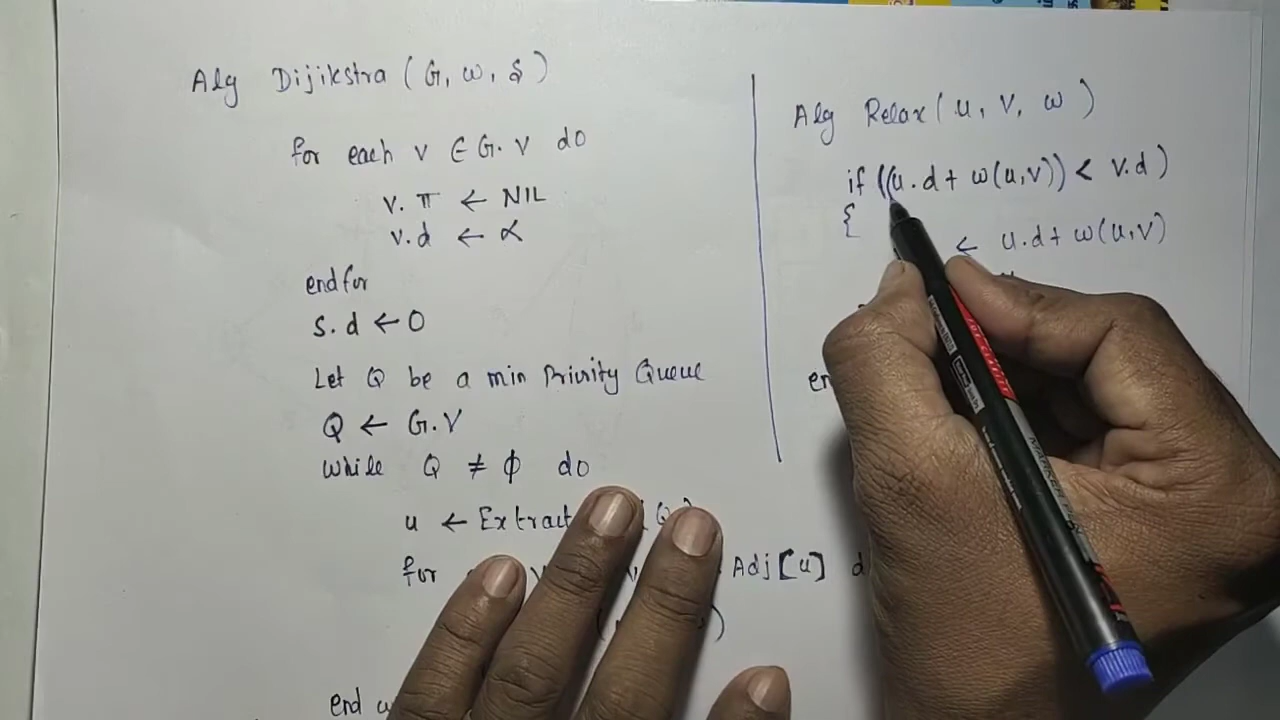 Alg Dijikstra ( G, w, s )
for each v ∈ G.V do
v.π ← NIL
v.d ← α
endfor
s.d ← 0
Let Q be a min Priority Queue
Q ← G.V
while Q ≠ ϕ do
u ← Extract (Q)
for Adj[u] d
end
Alg Relax( u, v, w )
if ((u.d + w(u,v)) < v.d )
{
← u.d + w(u,v)